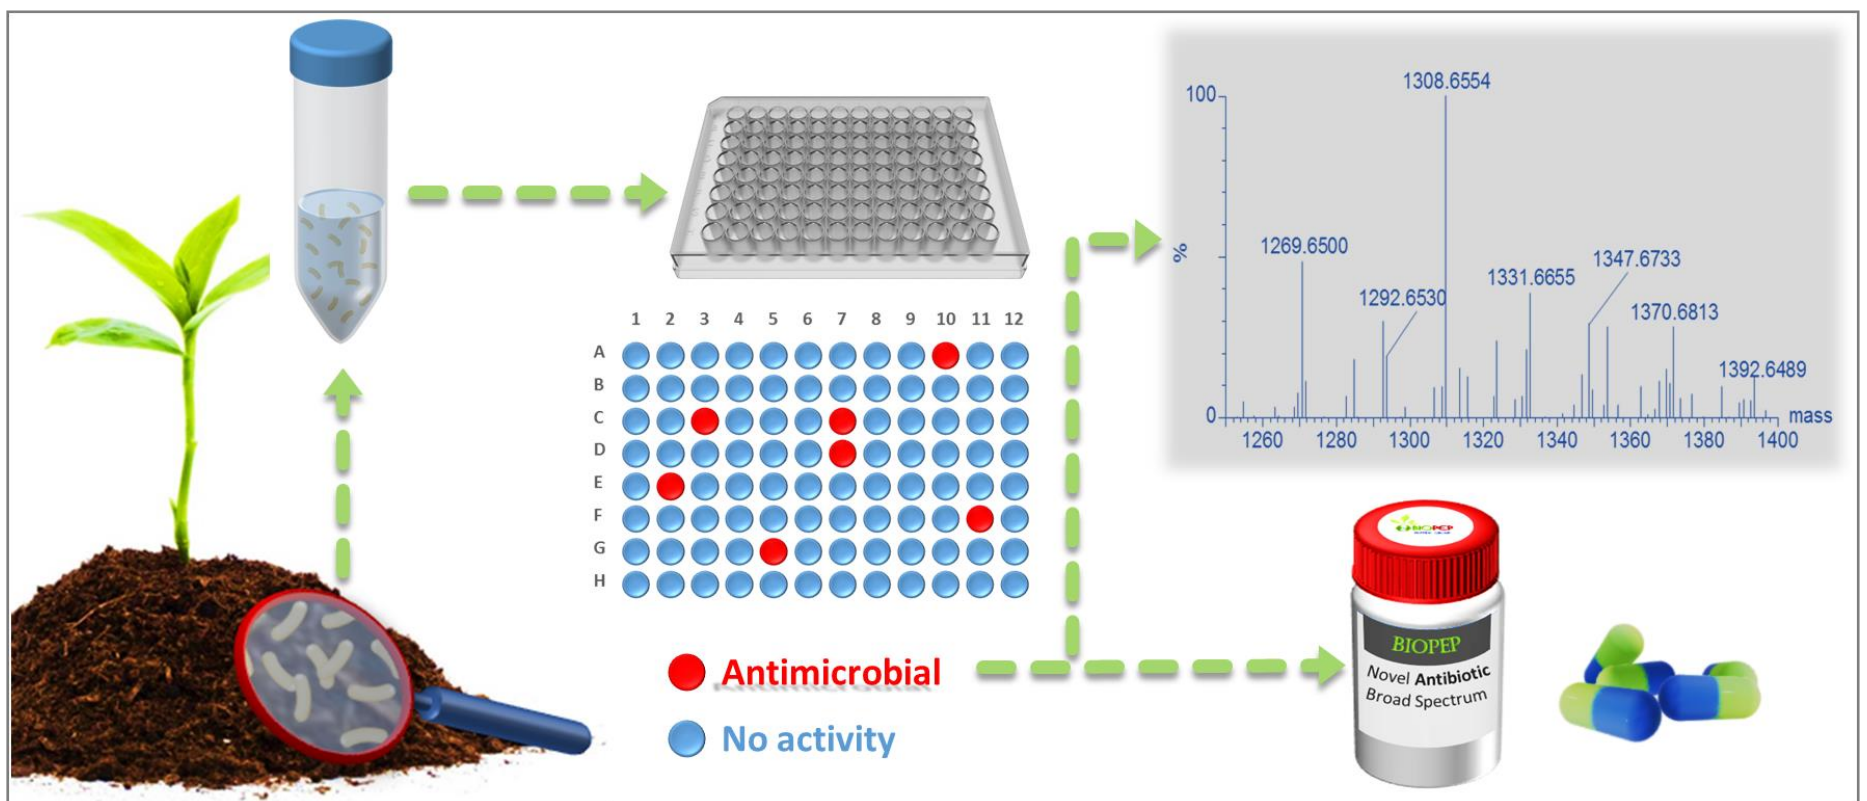 1 2 3 4 5 6 7 8 9 10 11 12
A
B
C
D
E
F
G
H
Antimicrobial
No activity
1308.6554
100
1269.6500
1347.6733
%
1331.6655
1292.6530
1370.6813
1392.6489
0
mass
1260 1280 1300 1320 1340 1360 1380 1400
BIOPEP
BIOPEP
Novel Antibiotic
Broad Spectrum